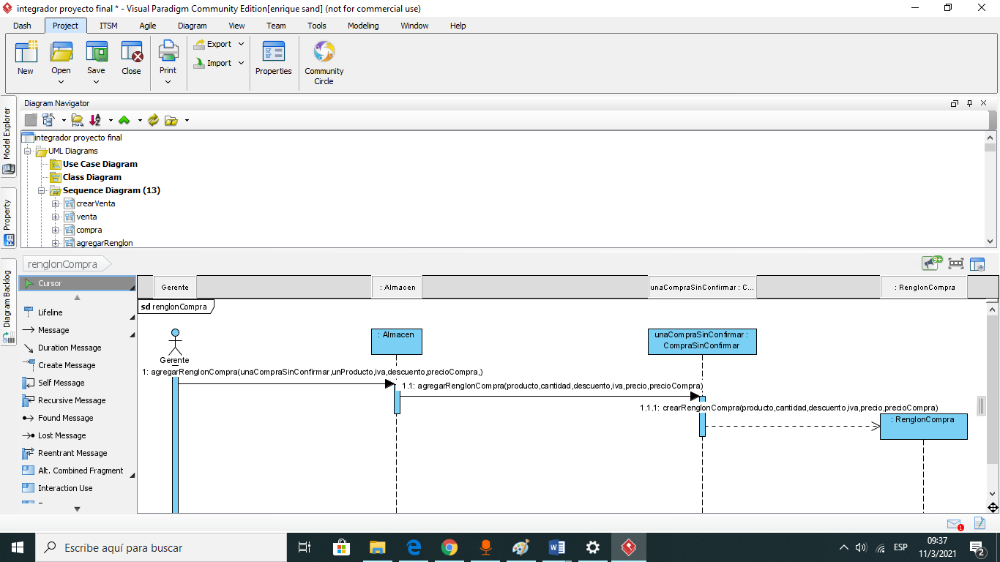 integrador proyecto final * - Visual Paradigm Community Edition[enrique sand] (not for commercial use)
Dash Project ITSM Agile Diagram View Team Tools Modeling Window Help
New Open Save Close Print Export Import Properties Community Circle
Diagram Navigator
Model Explorer
Property
Diagram Backlog
integrador proyecto final
UML Diagrams
Use Case Diagram
Class Diagram
Sequence Diagram (13)
crearVenta
venta
compra
agregarRenglon
renglonCompra
9+
Cursor
Lifeline
Message
Duration Message
Create Message
Self Message
Recursive Message
Found Message
Lost Message
Reentrant Message
Alt. Combined Fragment
Interaction Use
Gerente : Almacen unaCompraSinConfirmar : C... : RenglonCompra
sd renglonCompra
: Almacen
unaCompraSinConfirmar :
CompraSinConfirmar
Gerente
1: agregarRenglonCompra(unaCompraSinConfirmar,unProducto,iva,descuento,precioCompra,)
1.1: agregarRenglonCompra(producto,cantidad,descuento,iva,precio,precioCompra)
1.1.1: crearRenglonCompra(producto,cantidad,descuento,iva,precio,precioCompra)
: RenglonCompra
1
Escribe aquí para buscar
ESP
09:37
11/3/2021
2